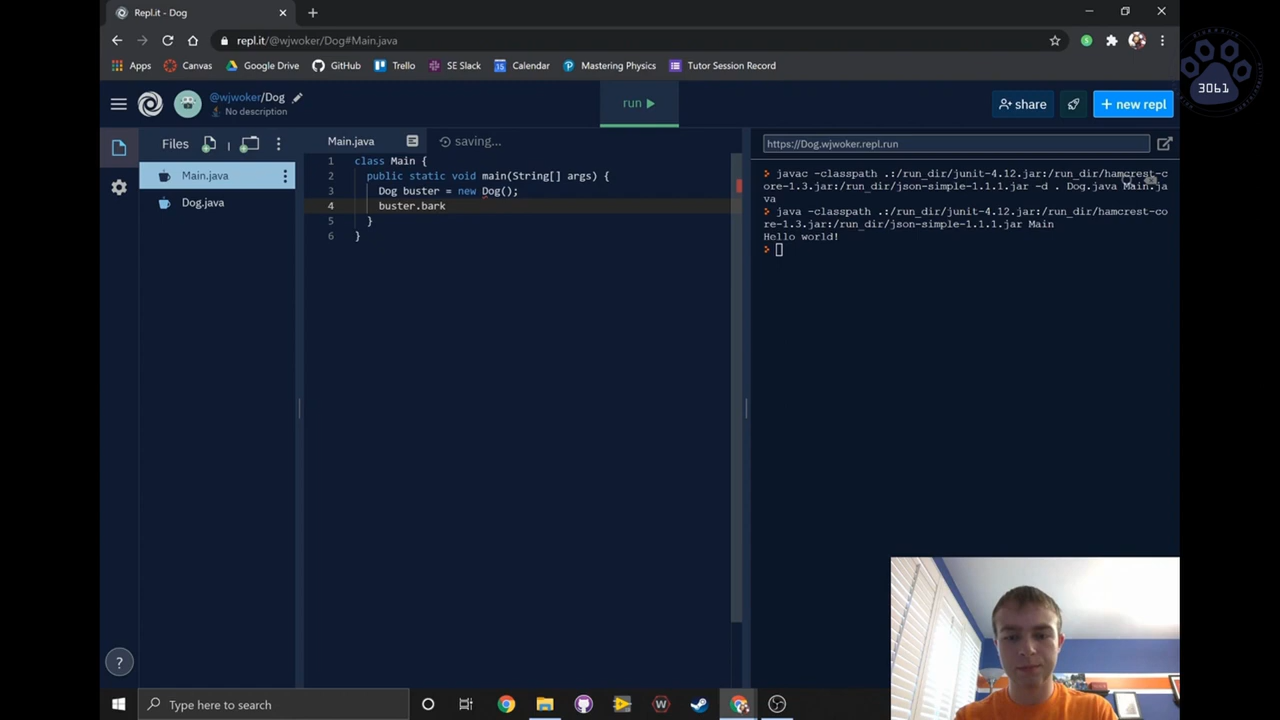 Repl.it - Dog
repl.it/@wjwoker/Dog#Main.java
Apps Canvas Google Drive GitHub Trello SE Slack 31 Calendar Mastering Physics Tutor Session Record
3061
@wjwoker/Dog
No description
run
share
+ new repl
Files
Main.java
saving...
https://Dog.wjwoker.repl.run
Main.java
Dog.java
1 class Main {
2 public static void main(String[] args) {
3 Dog buster = new Dog();
4 buster.bark
5 }
6 }
javac -classpath .:/run_dir/junit-4.12.jar:/run_dir/hamcrest-c
ore-1.3.jar:/run_dir/json-simple-1.1.1.jar -d . Dog.java Main.ja
va
java -classpath .:/run_dir/junit-4.12.jar:/run_dir/hamcrest-co
re-1.3.jar:/run_dir/json-simple-1.1.1.jar Main
Hello world!
?
Type here to search